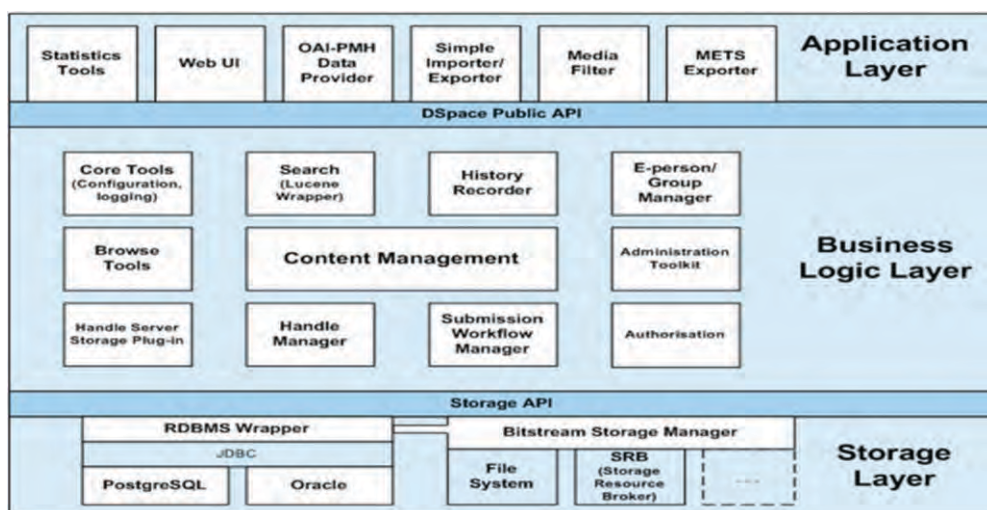 Statistics
Tools
Web UI
OAI-PMH
Data
Provider
Simple
Importer/
Exporter
Media
Filter
METS
Exporter
Application
Layer
DSpace Public API
Core Tools
(Configuration,
logging)
Search
(Lucene
Wrapper)
History
Recorder
E-person/
Group
Manager
Browse
Tools
Content Management
Administration
Toolkit
Business
Logic Layer
Handle Server
Storage Plug-in
Handle
Manager
Submission
Workflow
Manager
Authorisation
Storage API
RDBMS Wrapper
JDBC
PostgreSQL
Oracle
Bitstream Storage Manager
File
System
SRB
(Storage
Resource
Broker)
---
Storage
Layer